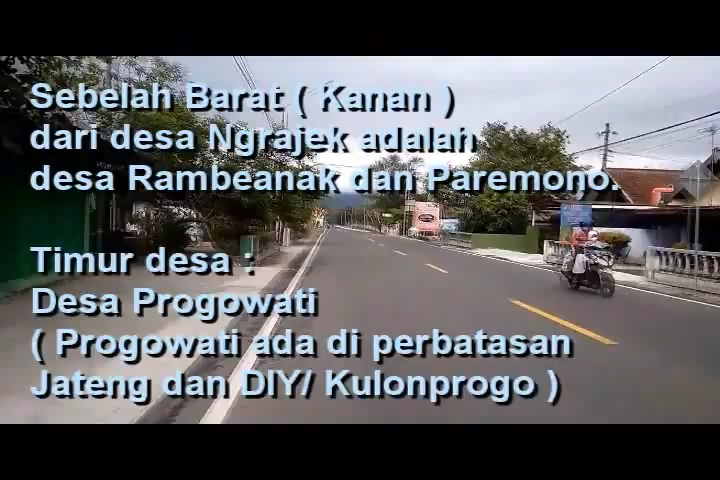 Sebelah Barat ( Kanan )
dari desa Ngrajek adalah
desa Rambeanak dan Paremono.
Timur desa :
Desa Progowati
( Progowati ada di perbatasan
Jateng dan DIY/ Kulonprogo )